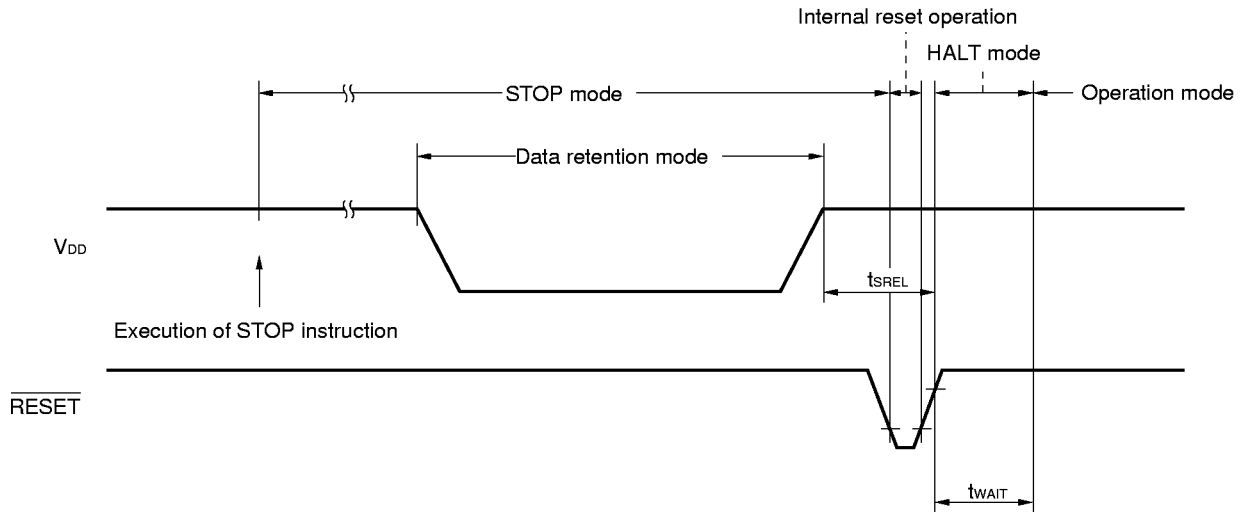 Internal reset operation
HALT mode
STOP mode
Operation mode
Data retention mode
VDD
tSREL
Execution of STOP instruction
RESET
tWAIT